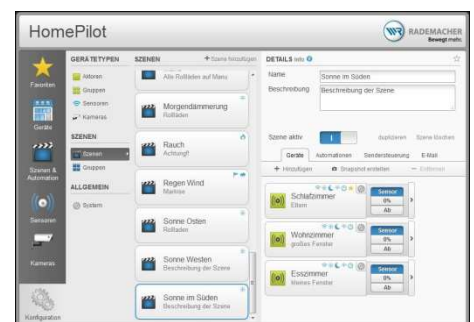 HomePilot
RADEMACHER
Bewegt mehr.
Favoriten
Geräte
Szenen & Automation
Sensoren
Kameras
Konfiguration
GERÄTETYPEN
Aktoren
Gruppen
Sensoren
Kameras
SZENEN
Szenen
Gruppen
ALLGEMEIN
System
SZENEN
+ Szene hinzufügen
Alle Rollläden auf Manu
Morgendämmerung
Rollladen
Rauch
Achtung!!
Regen Wind
Markise
Sonne Osten
Rollladen
Sonne Westen
Beschreibung der Szene
Sonne im Süden
Beschreibung der Szene
DETAILS Info
Name
Sonne im Süden
Beschreibung
Beschreibung der Szene
Szene aktiv
I
duplizieren
Szene löschen
Geräte
Automationen
Sendersteuerung
E-Mail
+ Hinzufügen
Snapshot erstellen
− Entfernen
Schlafzimmer
Eltern
Sensor
0%
Ab
Wohnzimmer
großes Fenster
Sensor
0%
Ab
Esszimmer
kleines Fenster
Sensor
0%
Ab